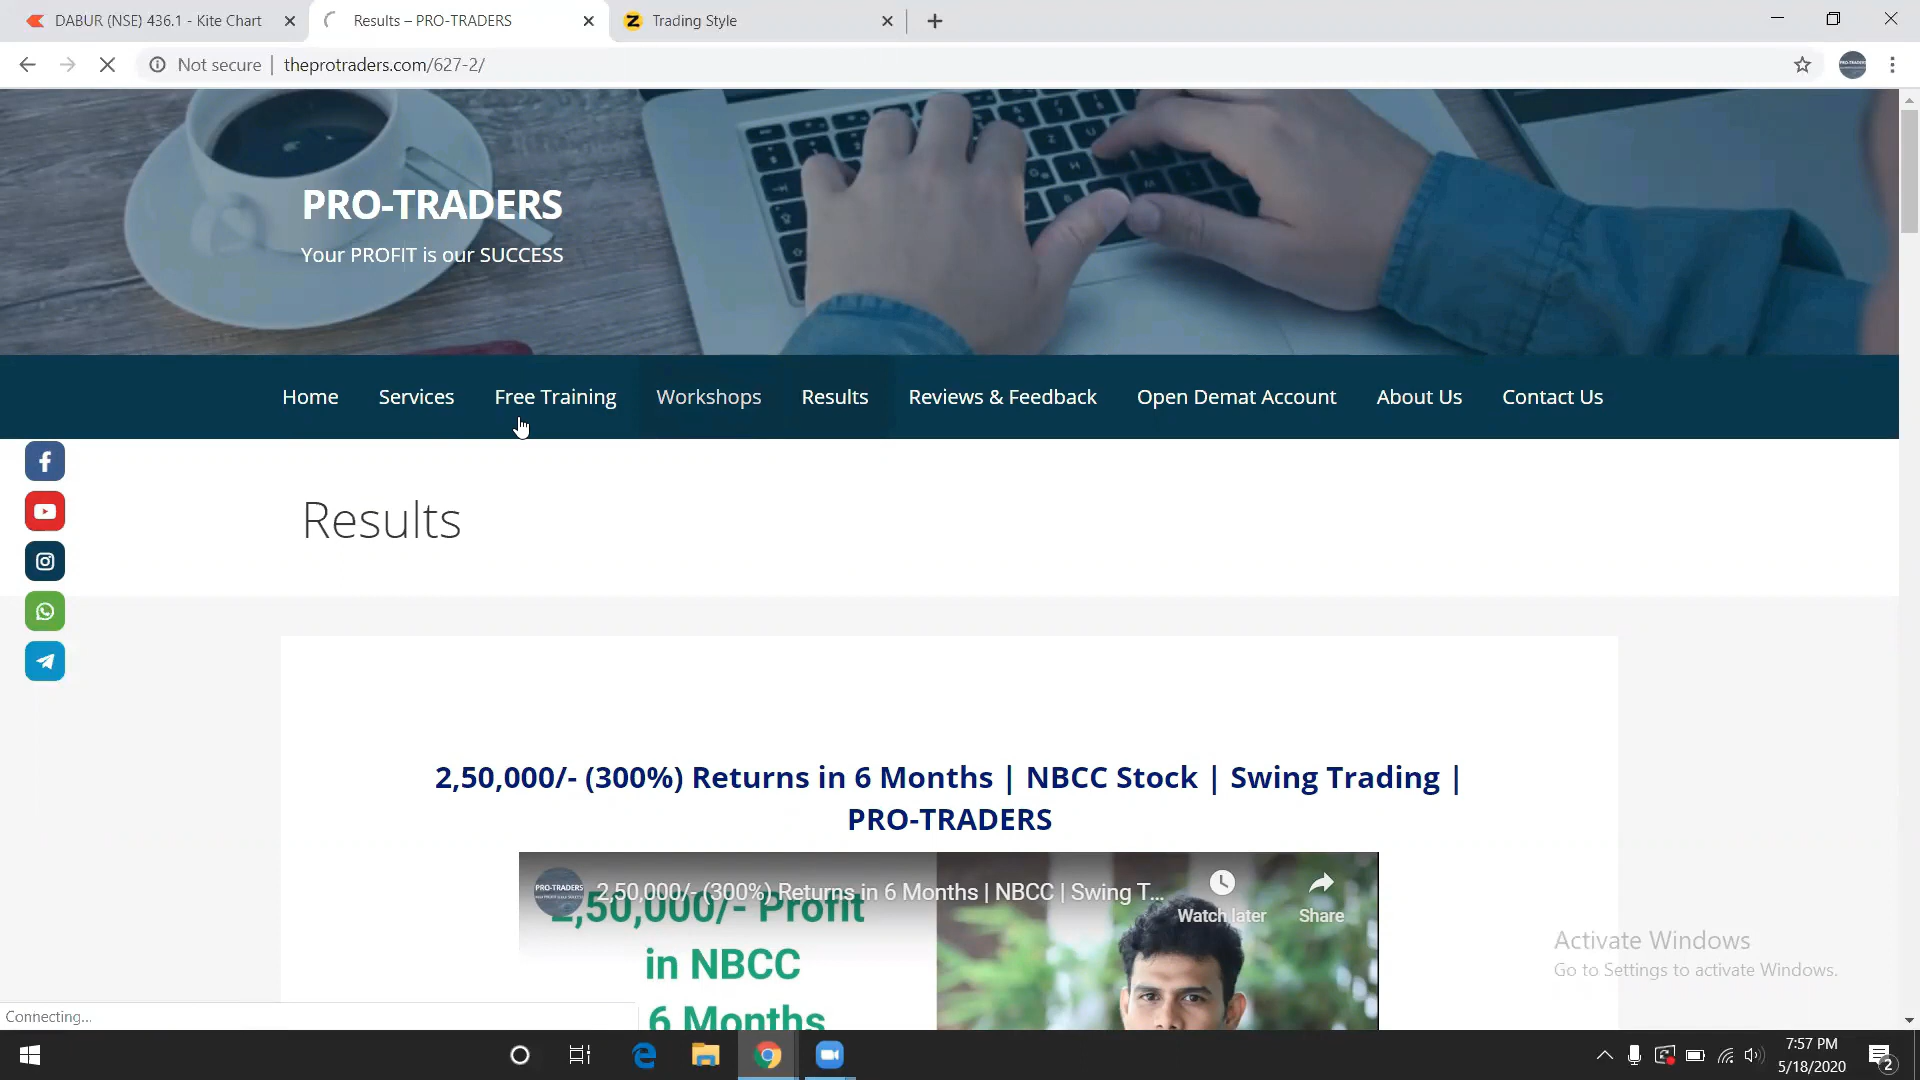 DABUR (NSE) 436.1 - Kite Chart
Results – PRO-TRADERS
Trading Style
Not secure | theprotraders.com/627-2/
PRO-TRADERS
Your PROFIT is our SUCCESS
Home Services Free Training Workshops Results Reviews & Feedback Open Demat Account About Us Contact Us
Results
2,50,000/- (300%) Returns in 6 Months | NBCC Stock | Swing Trading |
PRO-TRADERS
PRO-TRADERS
2,50,000/- (300%) Returns in 6 Months | NBCC | Swing T...
Watch later Share
2,50,000/- Profit
in NBCC
6 Months
Activate Windows
Go to Settings to activate Windows.
Connecting...
7:57 PM
5/18/2020
2